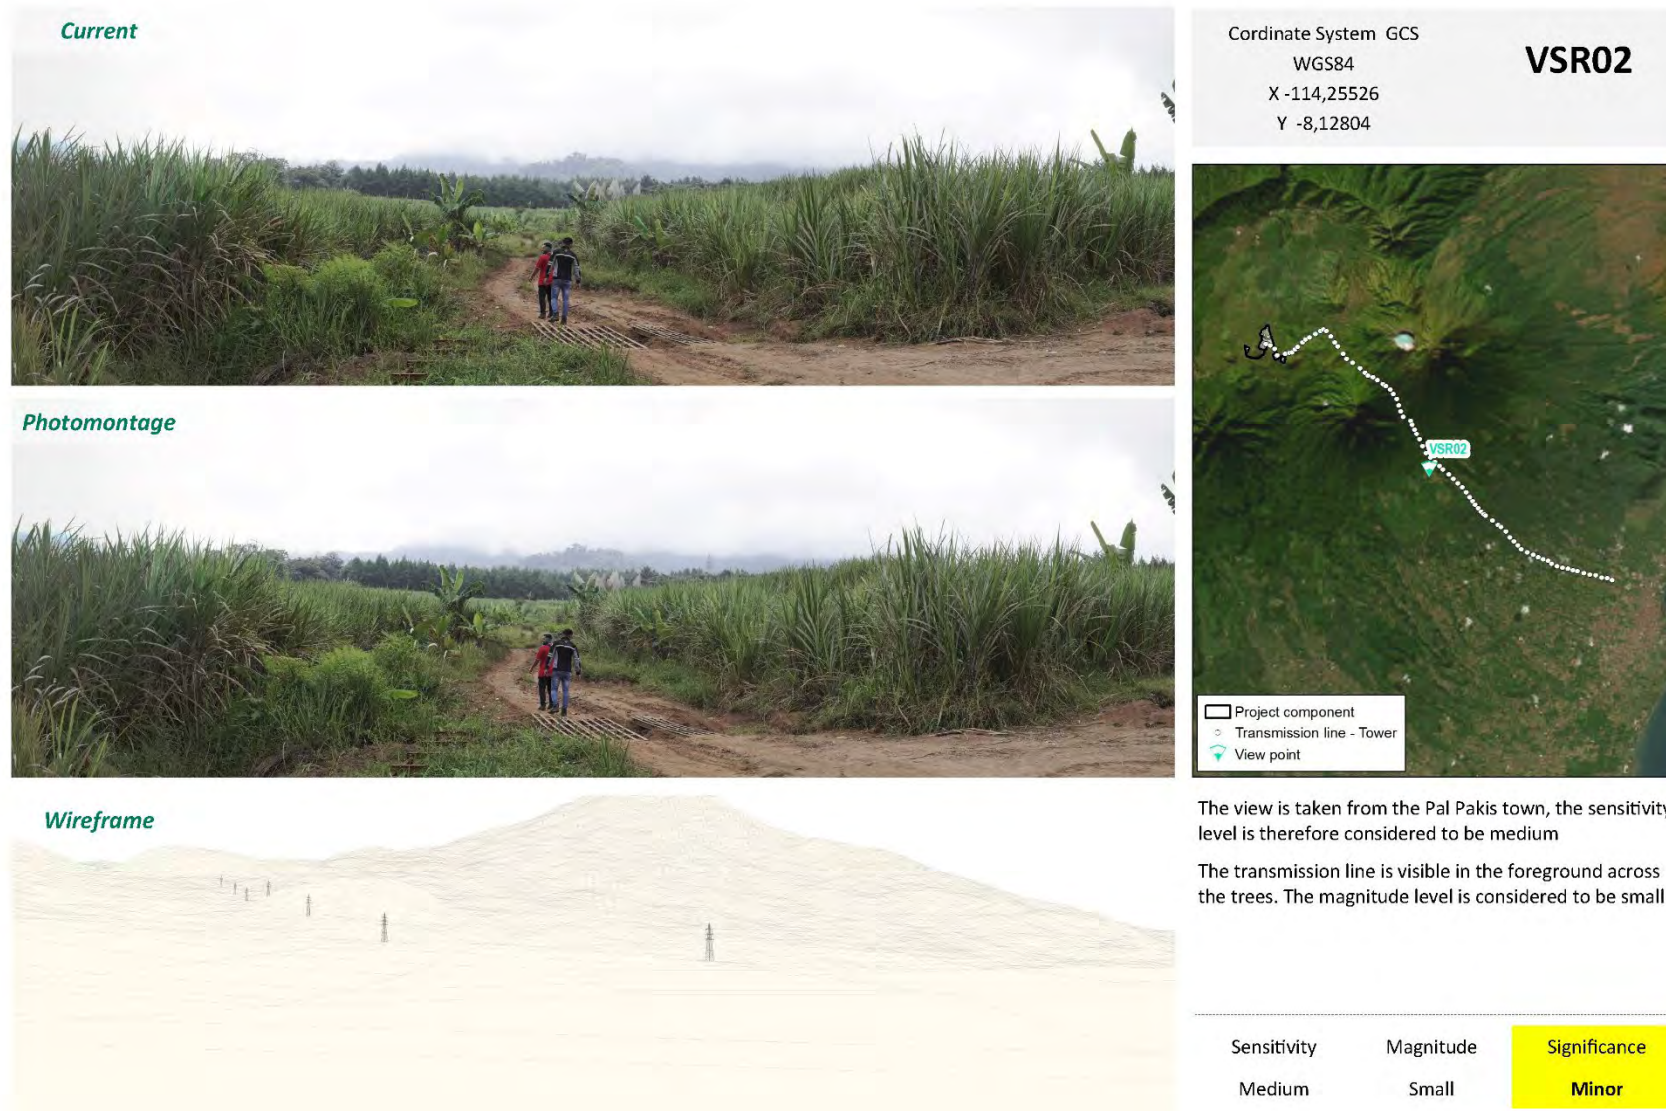 Current
Cordinate System  GCS
WGS84
X -114,25526
Y  -8,12804
VSR02
Photomontage
VSR02
Project component
Transmission line - Tower
View point
Wireframe
The view is taken from the Pal Pakis town, the sensitivity
level is therefore considered to be medium
The transmission line is visible in the foreground across
the trees. The magnitude level is considered to be small
Sensitivity
Magnitude
Significance
Medium
Small
Minor